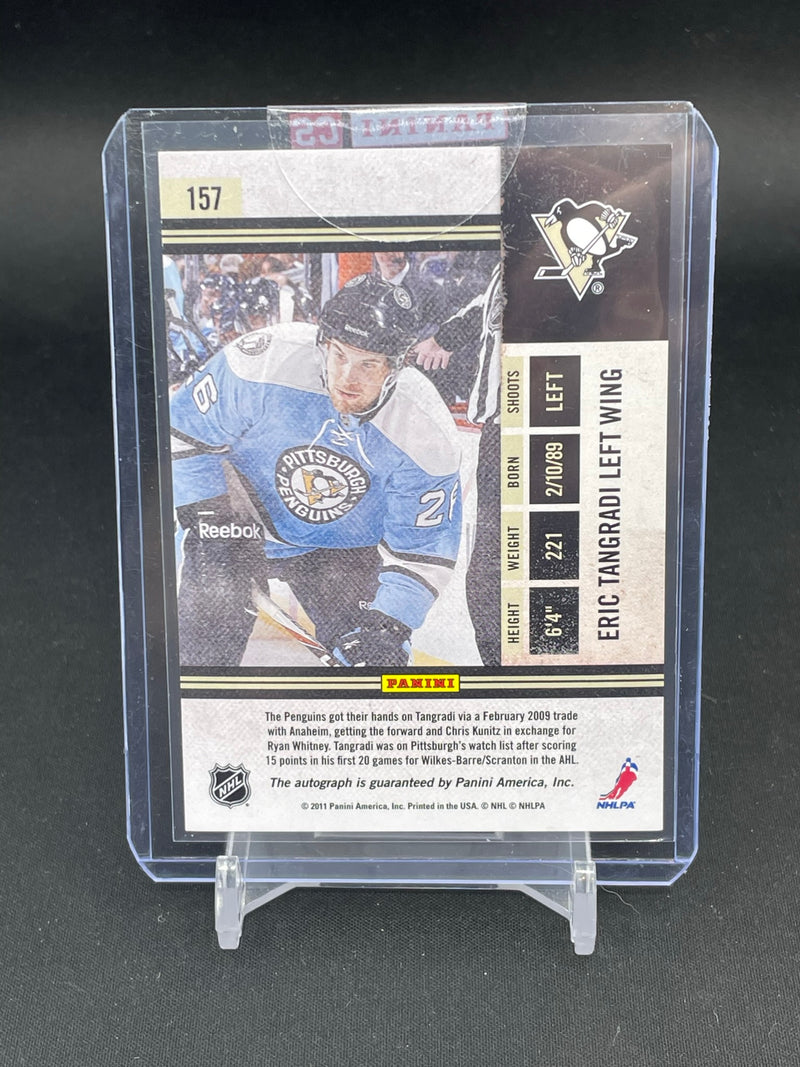 157
Reebok
PITTSBURGH
PENGUINS
26
26
Reebok
SHOOTS
LEFT
BORN
2/10/89
WEIGHT
221
HEIGHT
6'4"
ERIC TANGRADI LEFT WING
PANINI
The Penguins got their hands on Tangradi via a February 2009 trade
with Anaheim, getting the forward and Chris Kunitz in exchange for
Ryan Whitney. Tangradi was on Pittsburgh's watch list after scoring
15 points in his first 20 games for Wilkes-Barre/Scranton in the AHL.
The autograph is guaranteed by Panini America, Inc.
© 2011 Panini America, Inc. Printed in the USA. © NHL © NHLPA
NHL
NHLPA